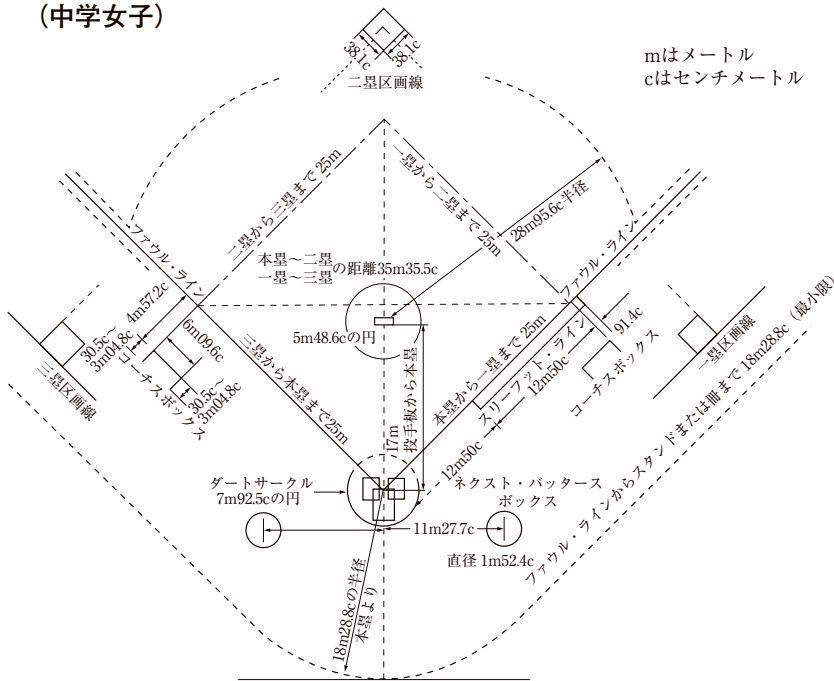 (中学女子)
38.1c
38.1c
二塁区画線
mはメートル
cはセンチメートル
二塁から三塁まで25m
一塁から二塁まで25m
28m95.6c半径
ファウル・ライン
ファウル・ライン
本塁〜二塁
一塁〜三塁
の距離35m35.5c
5m48.6cの円
4m57.2c
6m09.6c
30.5c〜
3m04.8c
コーチスボックス
30.5c〜
3m04.8c
三塁区画線
三塁から本塁まで25m
17m
投手板から本塁
本塁から一塁まで25m
スリーフット・ライン
12m50c
12m50c
91.4c
コーチスボックス
一塁区画線
ファウル・ラインからスタンドまたは冊まで18m28.8c(最小限)
ダートサークル
7m92.5cの円
ネクスト・バッタース
ボックス
11m27.7c
直径1m52.4c
18m28.8cの半径
本塁より